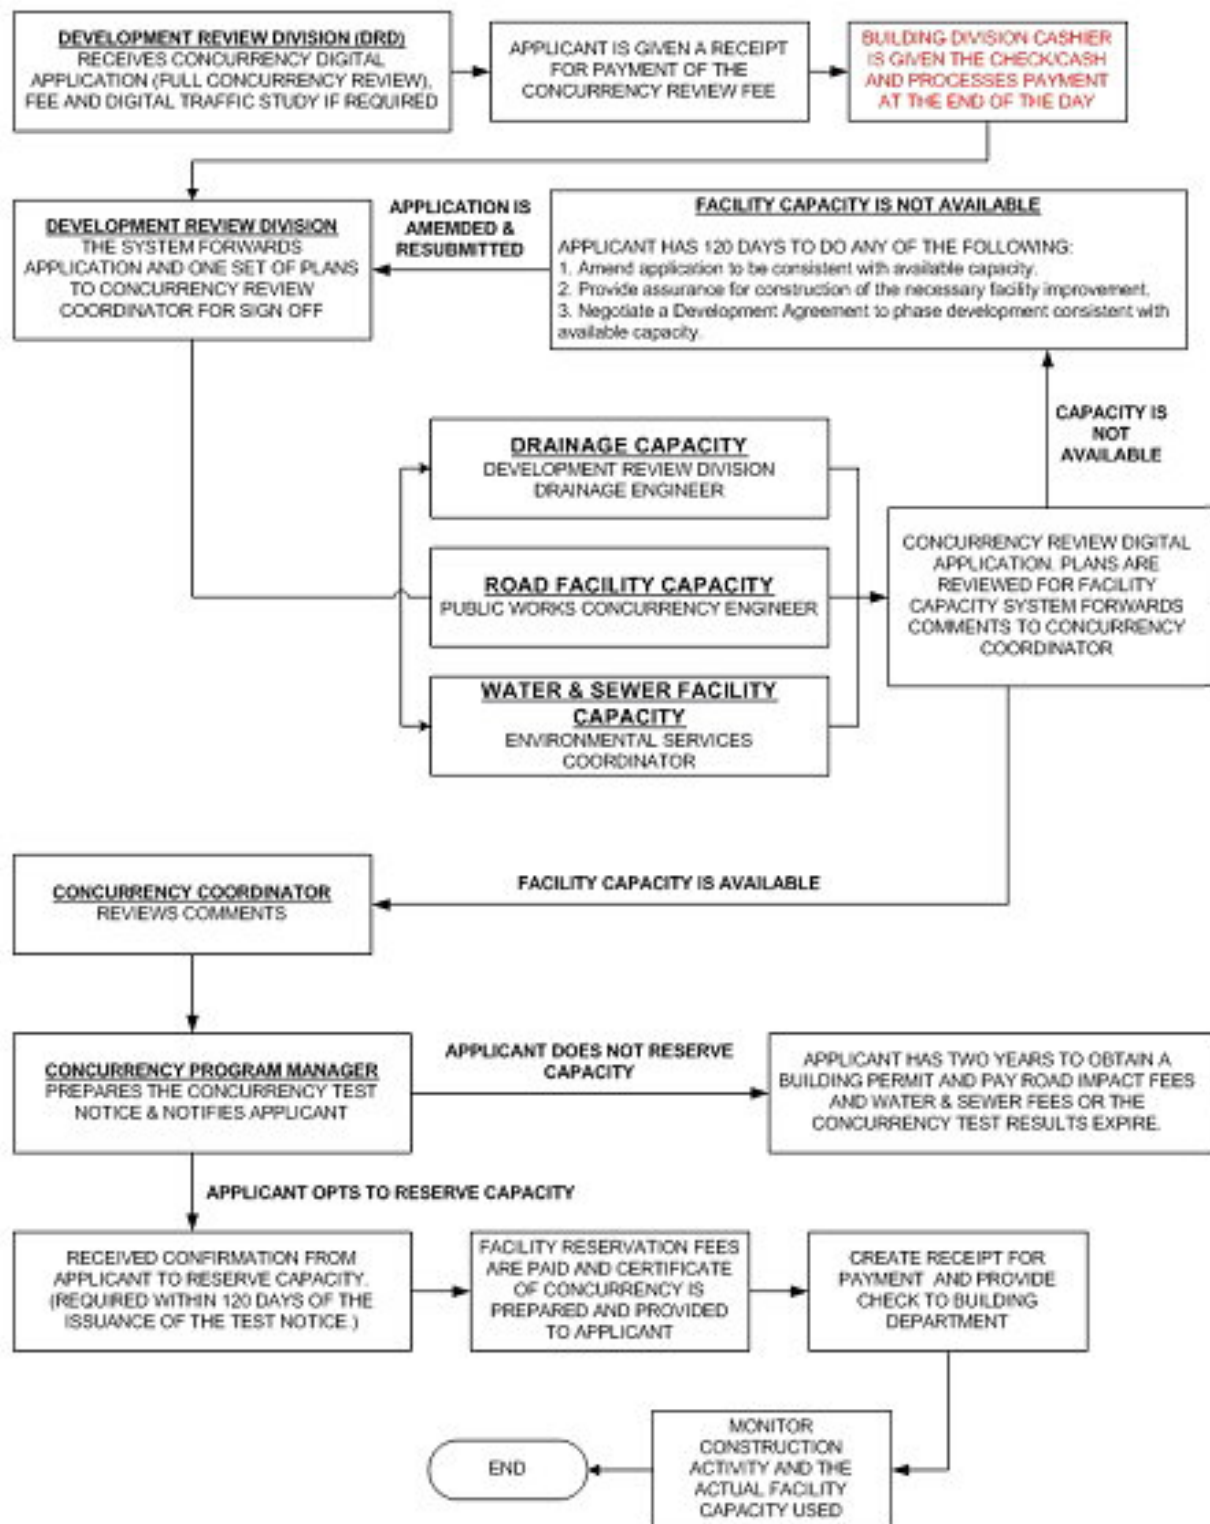 DEVELOPMENT REVIEW DIVISION (DRD)
RECEIVES CONCURRENCY DIGITAL
APPLICATION (FULL CONCURRENCY REVIEW),
FEE AND DIGITAL TRAFFIC STUDY IF REQUIRED
APPLICANT IS GIVEN A RECEIPT
FOR PAYMENT OF THE
CONCURRENCY REVIEW FEE
BUILDING DIVISION CASHIER
IS GIVEN THE CHECK/CASH
AND PROCESSES PAYMENT
AT THE END OF THE DAY
DEVELOPMENT REVIEW DIVISION
THE SYSTEM FORWARDS
APPLICATION AND ONE SET OF PLANS
TO CONCURRENCY REVIEW
COORDINATOR FOR SIGN OFF
APPLICATION IS
AMEMDED &
RESUBMITTED
FACILITY CAPACITY IS NOT AVAILABLE
APPLICANT HAS 120 DAYS TO DO ANY OF THE FOLLOWING:
1. Amend application to be consistent with available capacity.
2. Provide assurance for construction of the necessary facility improvement.
3. Negotiate a Development Agreement to phase development consistent with
available capacity.
CAPACITY IS
NOT
AVAILABLE
DRAINAGE CAPACITY
DEVELOPMENT REVIEW DIVISION
DRAINAGE ENGINEER
ROAD FACILITY CAPACITY
PUBLIC WORKS CONCURRENCY ENGINEER
WATER & SEWER FACILITY
CAPACITY
ENVIRONMENTAL SERVICES
COORDINATOR
CONCURRENCY REVIEW DIGITAL
APPLICATION. PLANS ARE
REVIEWED FOR FACILITY
CAPACITY SYSTEM FORWARDS
COMMENTS TO CONCURRENCY
COORDINATOR
FACILITY CAPACITY IS AVAILABLE
CONCURRENCY COORDINATOR
REVIEWS COMMENTS
CONCURRENCY PROGRAM MANAGER
PREPARES THE CONCURRENCY TEST
NOTICE & NOTIFIES APPLICANT
APPLICANT DOES NOT RESERVE
CAPACITY
APPLICANT HAS TWO YEARS TO OBTAIN A
BUILDING PERMIT AND PAY ROAD IMPACT FEES
AND WATER & SEWER FEES OR THE
CONCURRENCY TEST RESULTS EXPIRE.
APPLICANT OPTS TO RESERVE CAPACITY
RECEIVED CONFIRMATION FROM
APPLICANT TO RESERVE CAPACITY.
(REQUIRED WITHIN 120 DAYS OF THE
ISSUANCE OF THE TEST NOTICE.)
FACILITY RESERVATION FEES
ARE PAID AND CERTIFICATE
OF CONCURRENCY IS
PREPARED AND PROVIDED
TO APPLICANT
CREATE RECEIPT FOR
PAYMENT AND PROVIDE
CHECK TO BUILDING
DEPARTMENT
MONITOR
CONSTRUCTION
ACTIVITY AND THE
ACTUAL FACILITY
CAPACITY USED
END